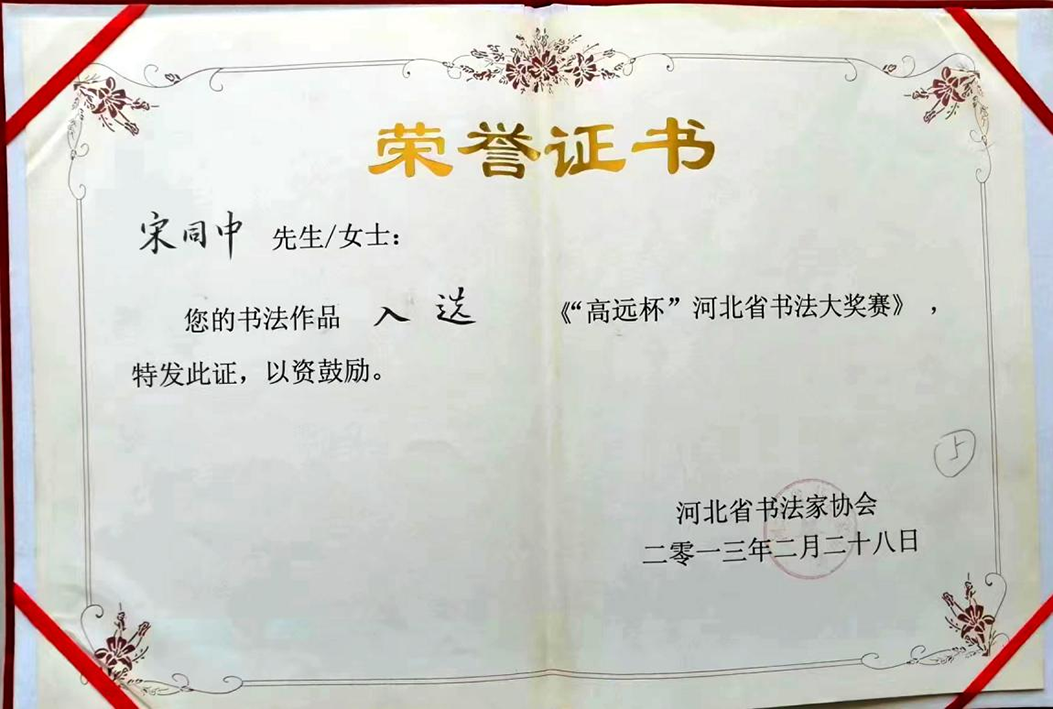 荣誉证书
宋同中 先生/女士：
您的书法作品 入选 《“高远杯”河北省书法大奖赛》，
特发此证，以资鼓励。
5
河北省书法家协会
二零一三年二月二十八日